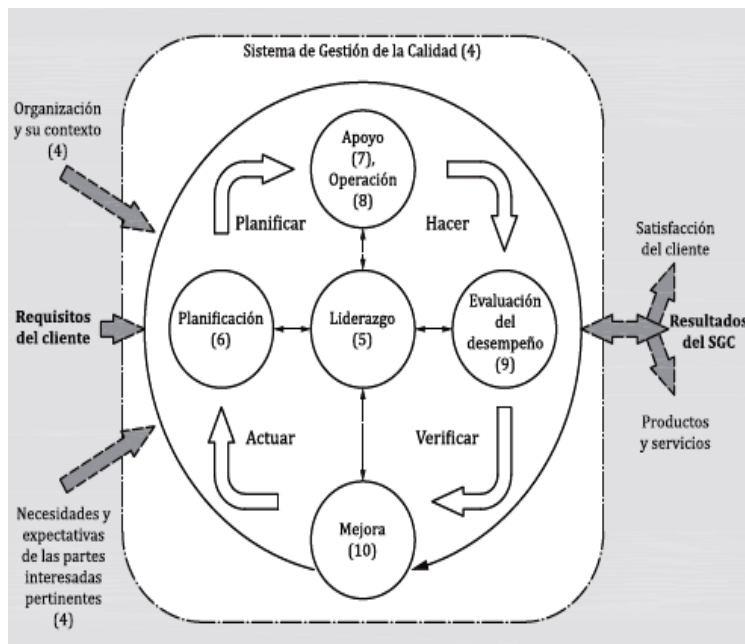 Sistema de Gestión de la Calidad (4)
Organización
y su contexto
(4)
Apoyo
(7),
Operación
(8)
Planificar
Hacer
Satisfacción
del cliente
Requisitos
del cliente
Planificación
(6)
Liderazgo
(5)
Evaluación
del
desempeño
(9)
Resultados
del SGC
Actuar
Verificar
Productos
y servicios
Necesidades y
expectativas
de las partes
interesadas
pertinentes
(4)
Mejora
(10)